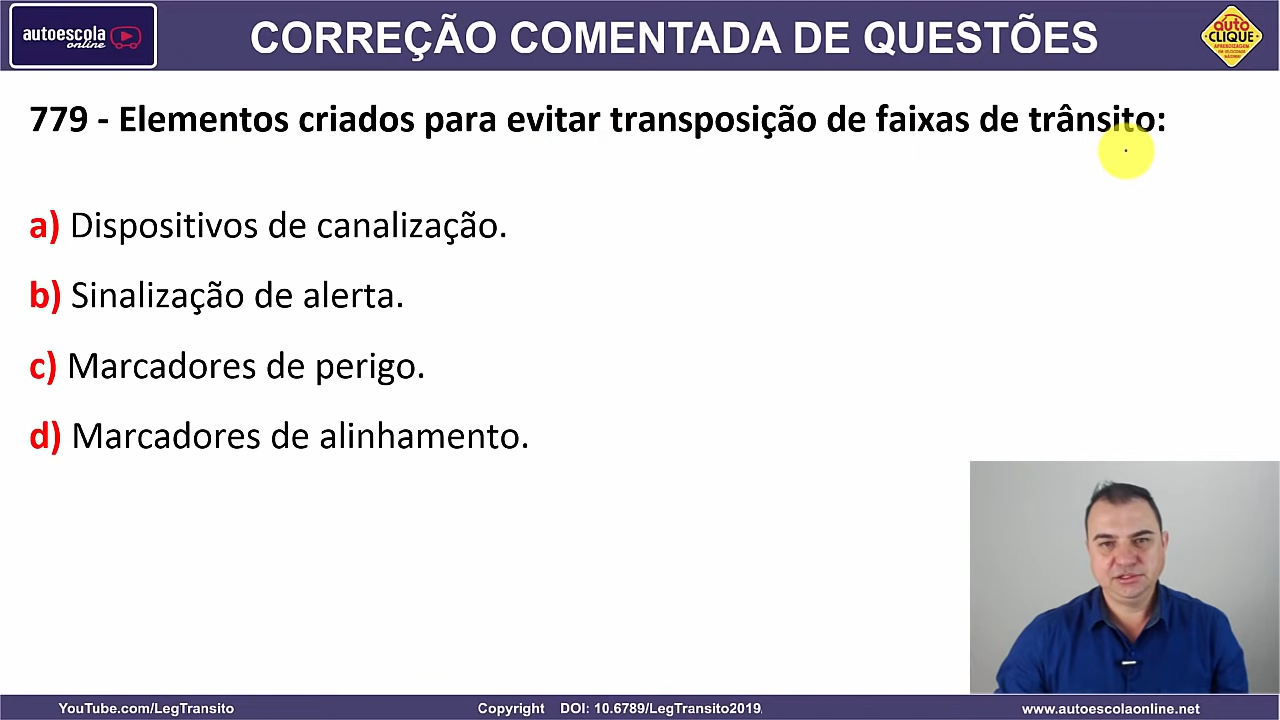 autoescola
online
CORREÇÃO COMENTADA DE QUESTÕES
auto
CLIQUE
APRENDIZAGEM
779 - Elementos criados para evitar transposição de faixas de trânsito:
a) Dispositivos de canalização.
b) Sinalização de alerta.
c) Marcadores de perigo.
d) Marcadores de alinhamento.
YouTube.com/LegTransito
Copyright DOI: 10.6789/LegTransito2019
www.autoescolaonline.net